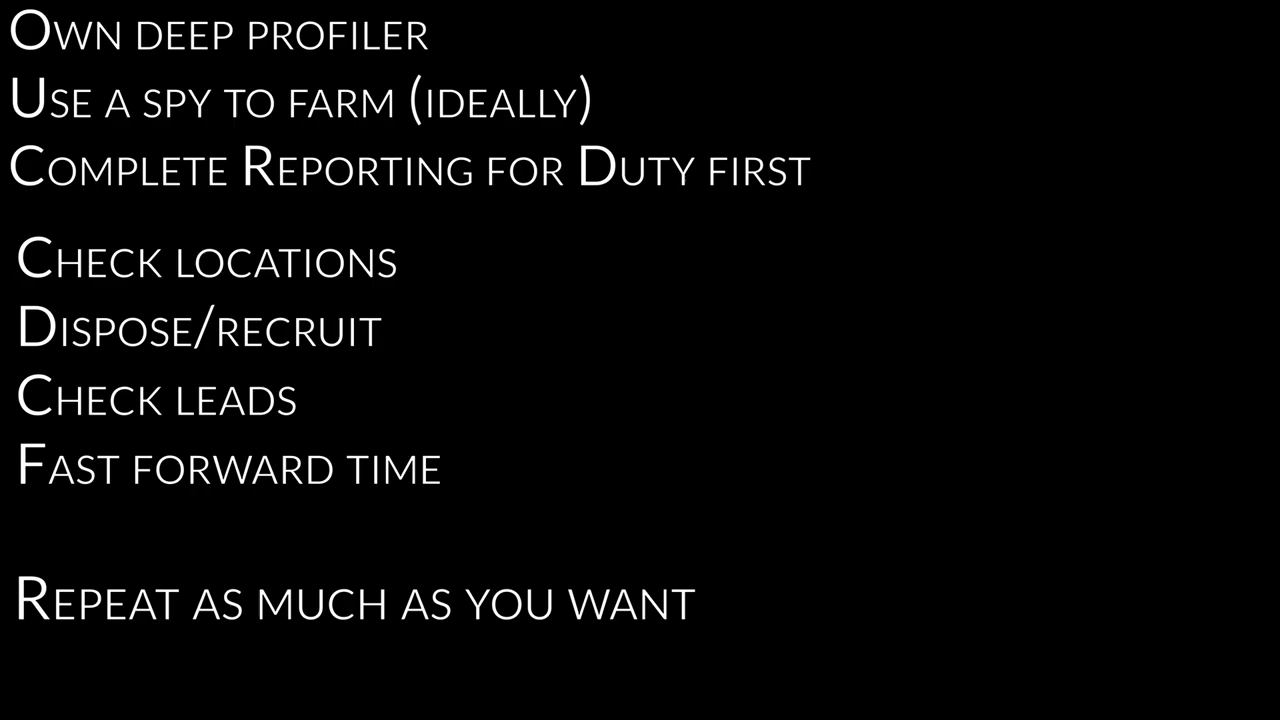 Own deep profiler
Use a spy to farm (ideally)
Complete Reporting for Duty first
Check locations
Dispose/recruit
Check leads
Fast forward time
Repeat as much as you want